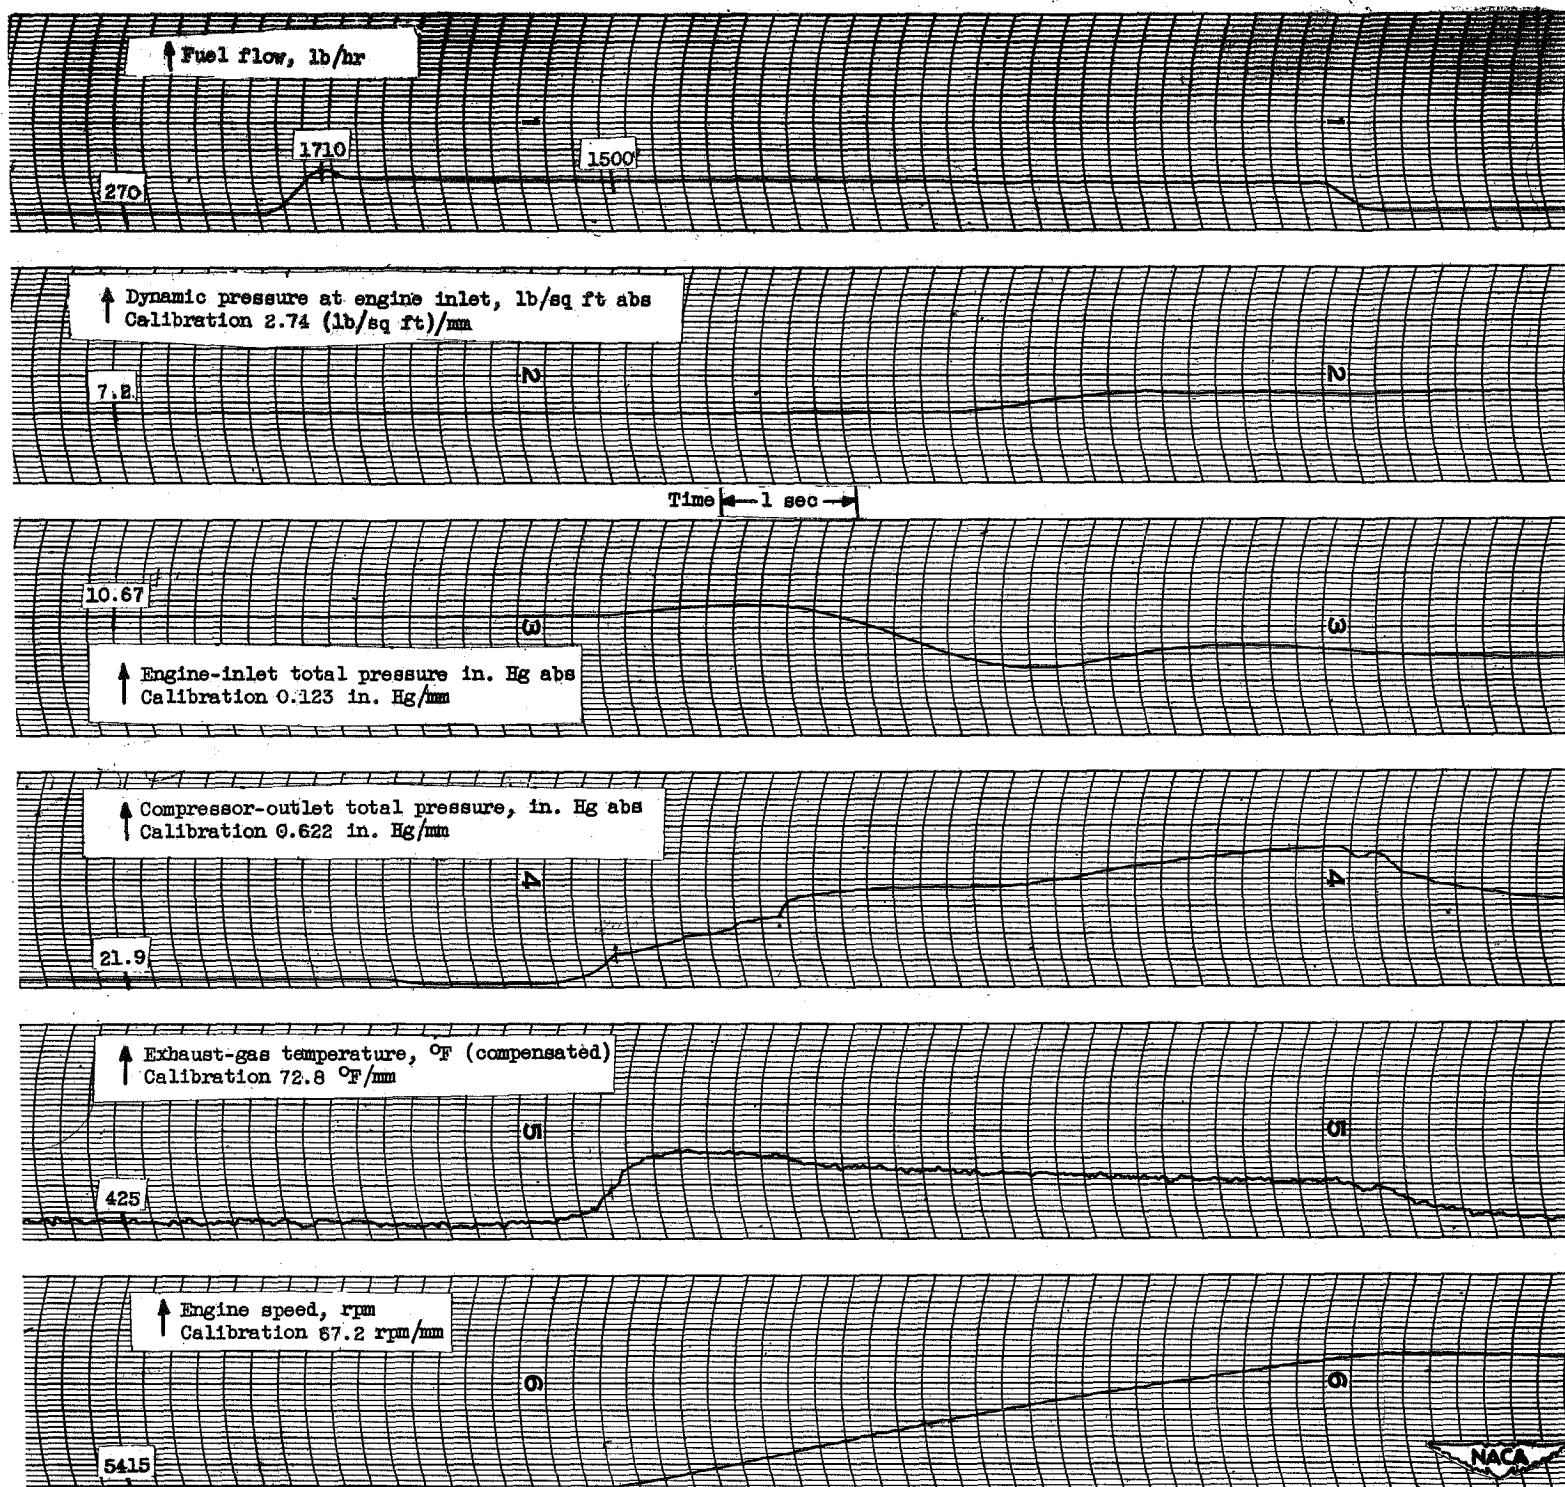 Fuel flow, lb/hr
1
1
1710
1500
270
Dynamic pressure at engine inlet, lb/sq ft abs
Calibration 2.74 (lb/sq ft)/mm
2
2
Time 1 sec
10.67
3
3
Engine-inlet total pressure in. Hg abs
Calibration 0.123 in. Hg/mm
Compressor-outlet total pressure, in. Hg abs
Calibration 0.622 in. Hg/mm
4
4
21.9
Exhaust-gas temperature, °F (compensated)
Calibration 72.8 °F/mm
5
5
425
Engine speed, rpm
Calibration 67.2 rpm/mm
6
6
5415
NACA